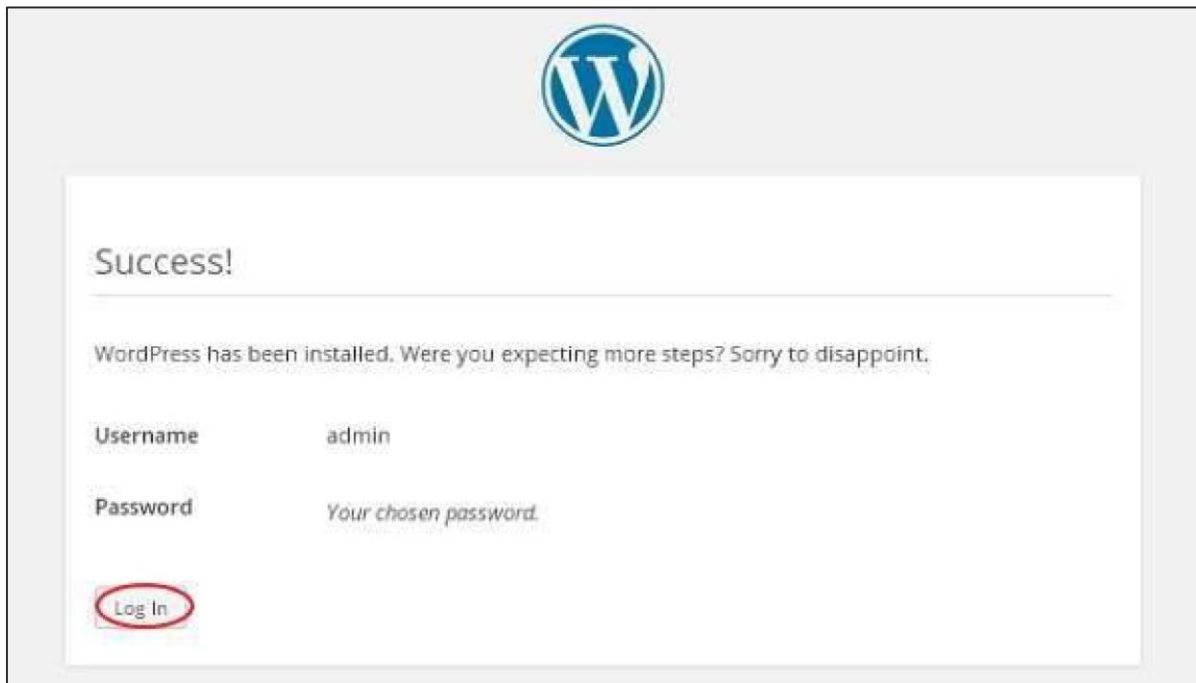 Success!
WordPress has been installed. Were you expecting more steps? Sorry to disappoint.
Username admin
Password Your chosen password.
Log In